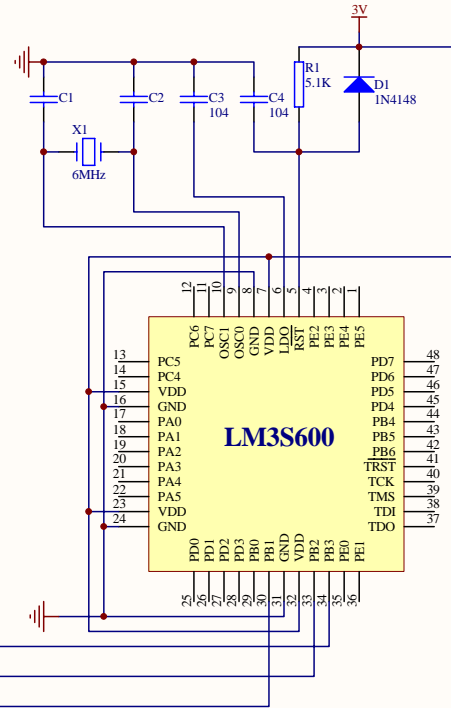 3V
R1
5.1K
D1
1N4148
C1
C2
C3
104
C4
104
X1
6MHz
12
11
10
9
8
7
6
5
4
3
2
1
PC6
PC7
OSC1
OSC0
GND
VDD
LDO
RST
PE2
PE3
PE4
PE5
13 PC5
14 PC4
15 VDD
16 GND
17 PA0
18 PA1
19 PA2
20 PA3
21 PA4
22 PA5
23 VDD
24 GND
LM3S600
PD7 48
PD6 47
PD5 46
PD4 45
PB4 44
PB5 43
PB6 42
TRST 41
TCK 40
TMS 39
TDI 38
TDO 37
PD0
PD1
PD2
PD3
PB0
PB1
GND
VDD
PB2
PB3
PE0
PE1
25
26
27
28
29
30
31
32
33
34
35
36